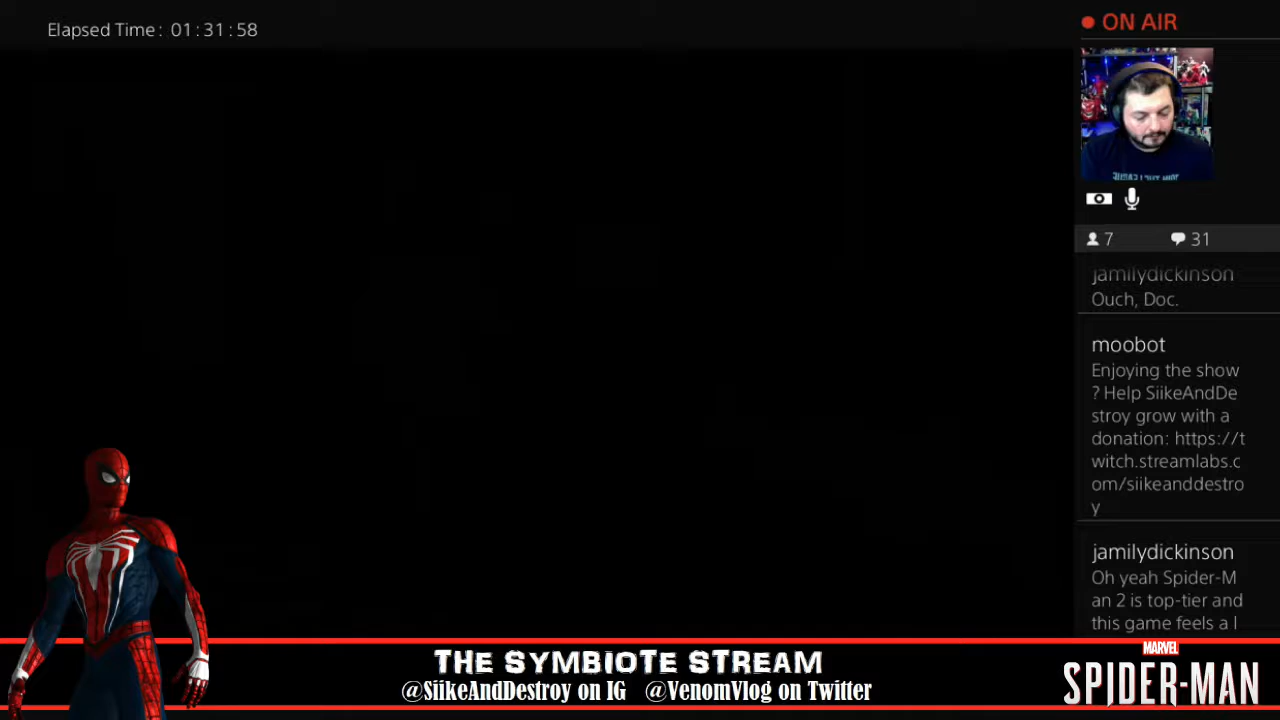 Elapsed Time: 01:31:58
ON AIR
7
31
jamilydickinson
Ouch, Doc.
moobot
Enjoying the show
? Help SiikeAndDe
stroy grow with a
donation: https://t
witch.streamlabs.c
om/siikeanddestro
y
jamilydickinson
Oh yeah Spider-M
an 2 is top-tier and
this game feels a l
THE SYMBIOTE STREAM
@SiikeAndDestroy on IG @VenomVlog on Twitter
MARVEL
SPIDER-MAN